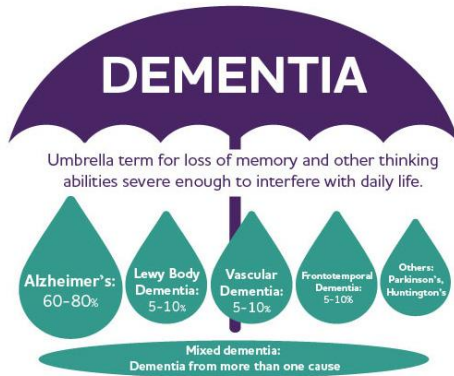 DEMENTIA
Umbrella term for loss of memory and other thinking
abilities severe enough to interfere with daily life.
Alzheimer's:
60-80%
Lewy Body
Dementia:
5-10%
Vascular
Dementia:
5-10%
Frontotemporal
Dementia:
5-10%
Others:
Parkinson's,
Huntington's
Mixed dementia:
Dementia from more than one cause